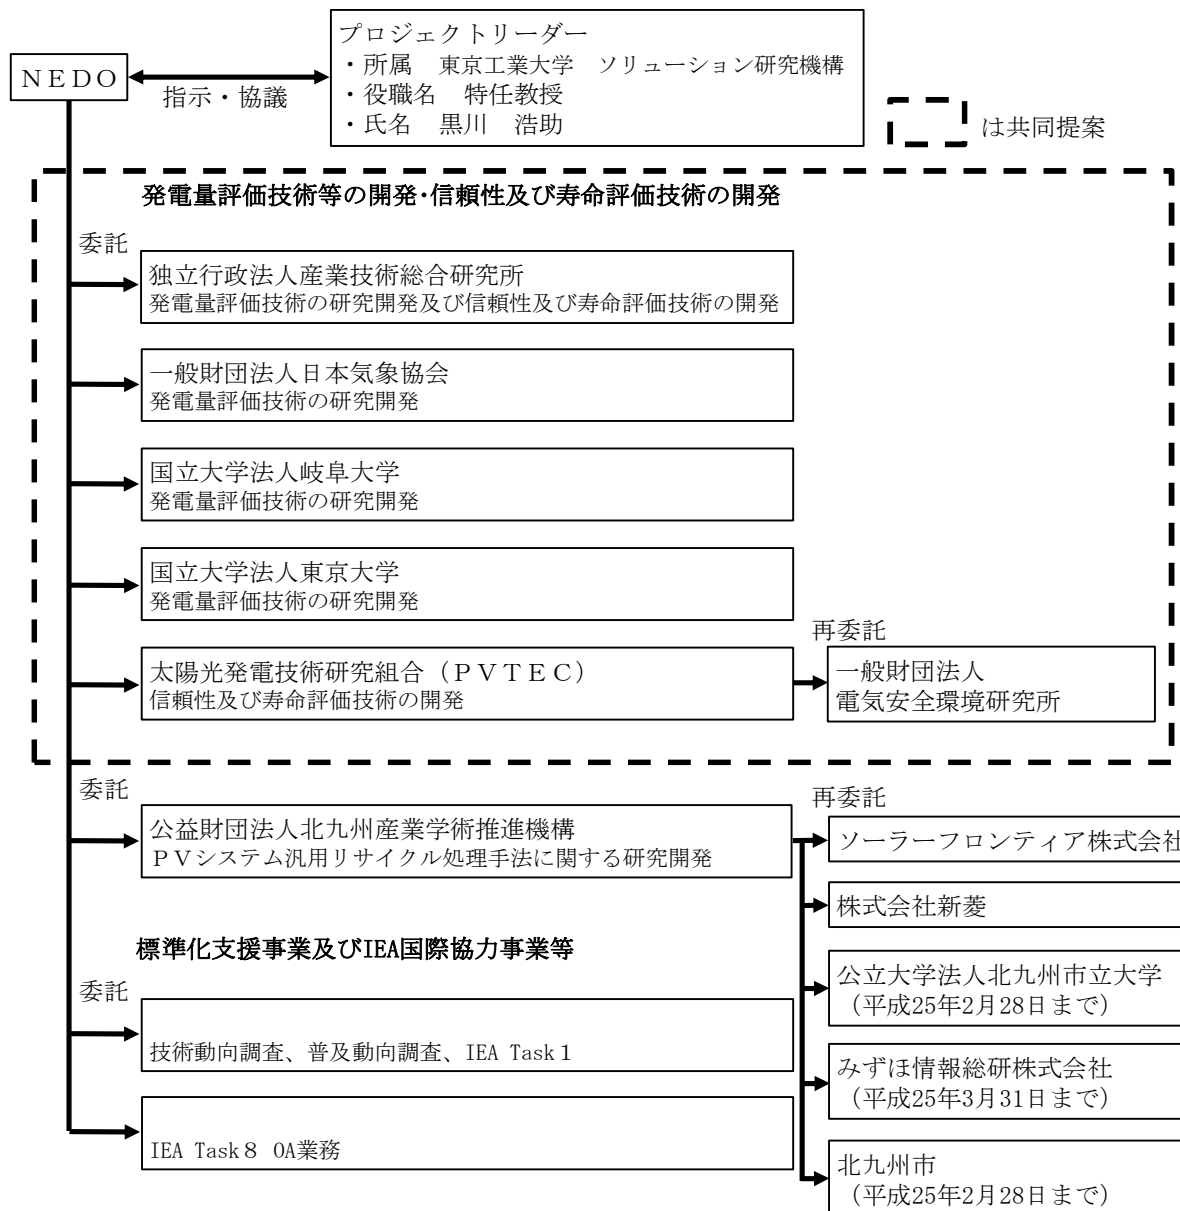 プロジェクトリーダー
・所属　東京工業大学　ソリューション研究機構
・役職名　特任教授
・氏名　黒川　浩助
ＮＥＤＯ
指示・協議
は共同提案
発電量評価技術等の開発･信頼性及び寿命評価技術の開発
委託
独立行政法人産業技術総合研究所
発電量評価技術の研究開発及び信頼性及び寿命評価技術の開発
一般財団法人日本気象協会
発電量評価技術の研究開発
国立大学法人岐阜大学
発電量評価技術の研究開発
国立大学法人東京大学
発電量評価技術の研究開発
再委託
太陽光発電技術研究組合（ＰＶＴＥＣ）
信頼性及び寿命評価技術の開発
一般財団法人
電気安全環境研究所
委託
再委託
公益財団法人北九州産業学術推進機構
ＰＶシステム汎用リサイクル処理手法に関する研究開発
ソーラーフロンティア株式会社
株式会社新菱
公立大学法人北九州市立大学
（平成25年2月28日まで）
みずほ情報総研株式会社
（平成25年3月31日まで）
北九州市
（平成25年2月28日まで）
標準化支援事業及びIEA国際協力事業等
委託
技術動向調査、普及動向調査、IEA Task１
IEA Task８ OA業務